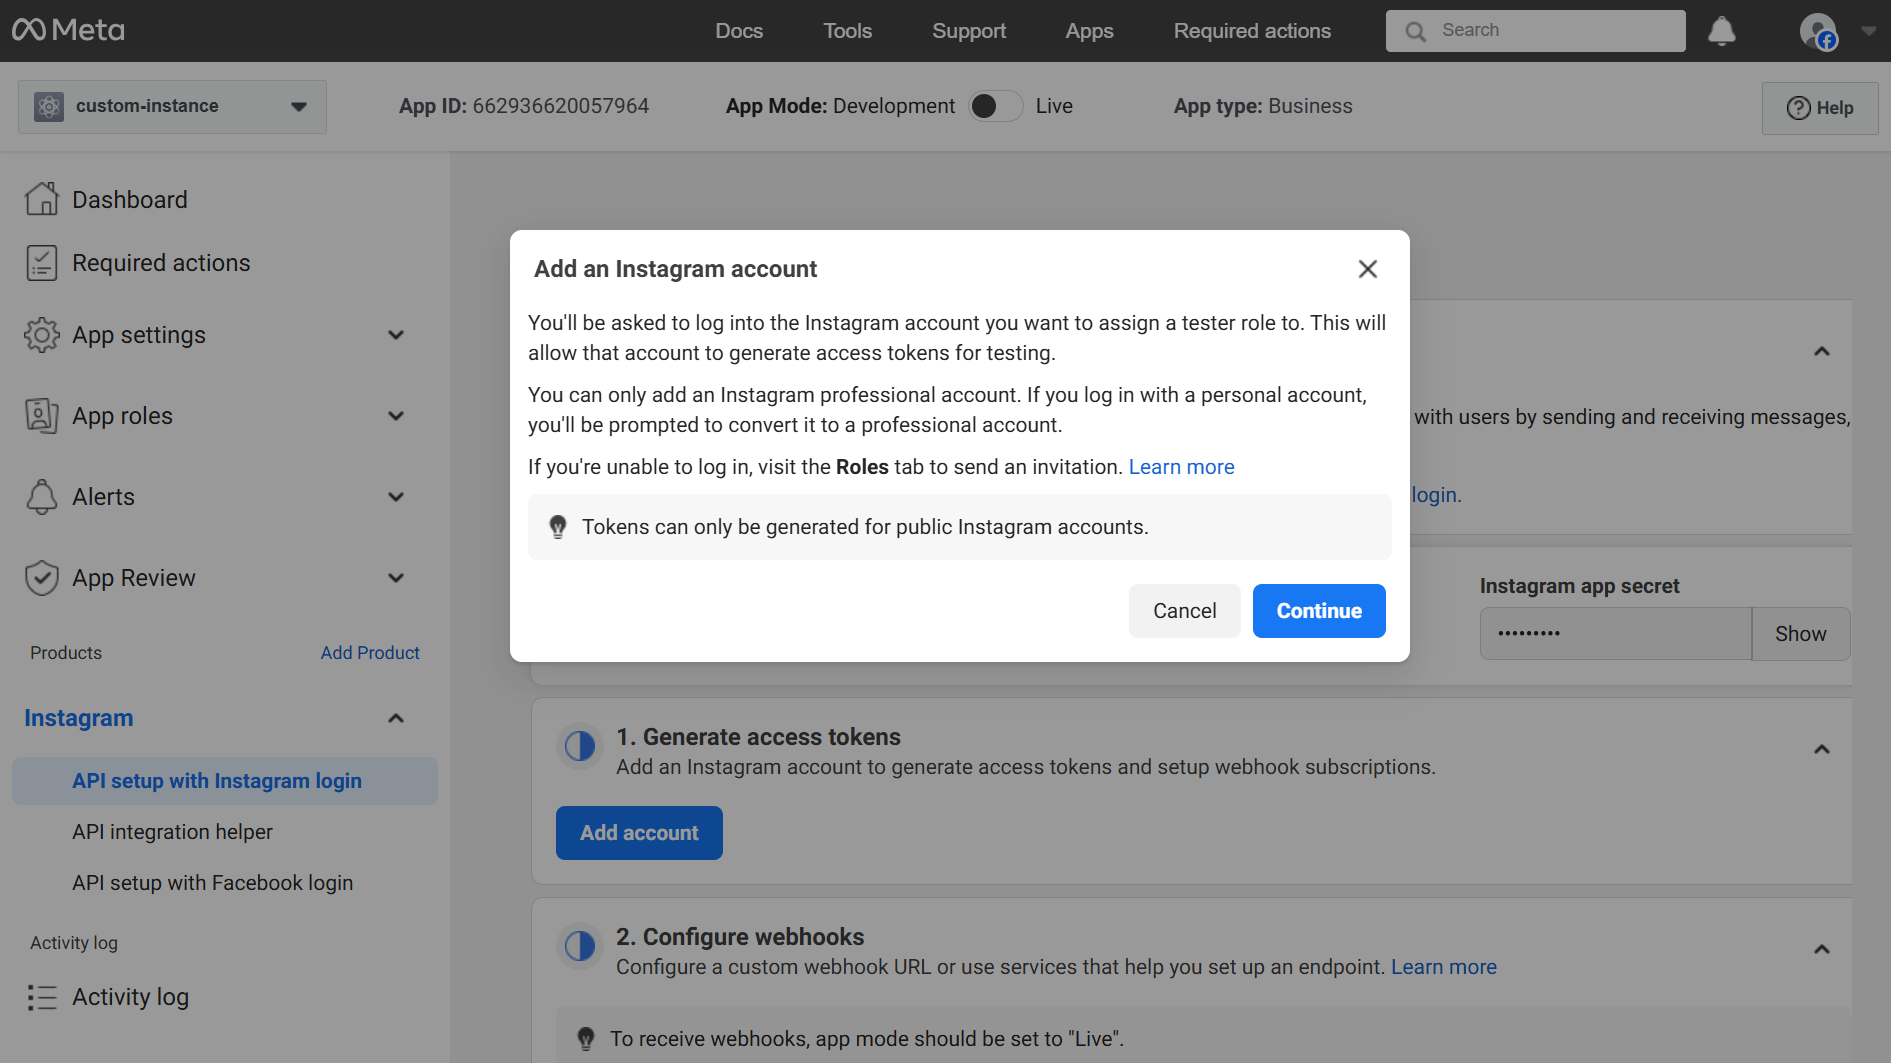 Meta
Docs
Tools
Support
Apps
Required actions
Search
custom-instance
App ID: 662936620057964
App Mode: Development
Live
App type: Business
Help
Dashboard
Required actions
App settings
App roles
Alerts
App Review
Products
Add Product
Instagram
API setup with Instagram login
API integration helper
API setup with Facebook login
Activity log
Activity log
Add an Instagram account
You'll be asked to log into the Instagram account you want to assign a tester role to. This will
allow that account to generate access tokens for testing.
You can only add an Instagram professional account. If you log in with a personal account,
you'll be prompted to convert it to a professional account.
If you're unable to log in, visit the Roles tab to send an invitation. Learn more
Tokens can only be generated for public Instagram accounts.
Cancel
Continue
with users by sending and receiving messages,
login.
Instagram app secret
•••••••••
Show
1. Generate access tokens
Add an Instagram account to generate access tokens and setup webhook subscriptions.
Add account
2. Configure webhooks
Configure a custom webhook URL or use services that help you set up an endpoint. Learn more
To receive webhooks, app mode should be set to "Live".